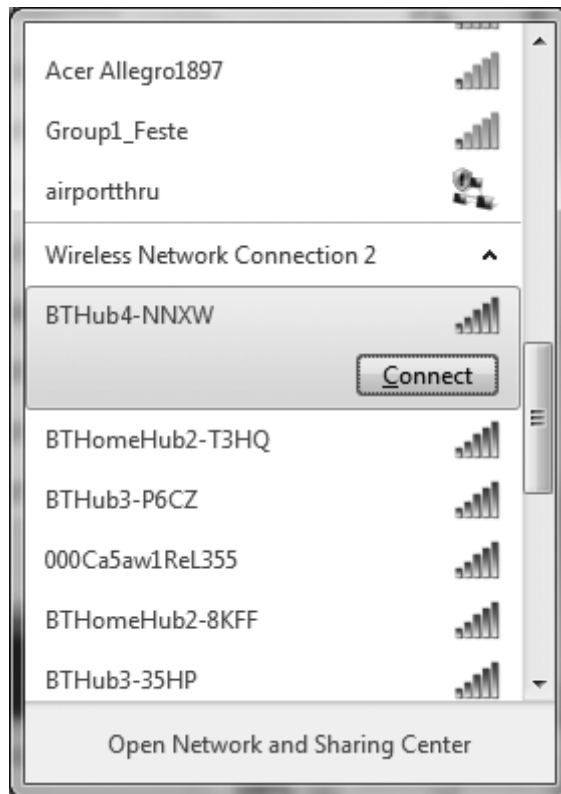 Acer Allegro1897
Group1_Feste
airportthru
Wireless Network Connection 2
BTHub4-NNXW
Connect
BTHomeHub2-T3HQ
BTHub3-P6CZ
000Ca5aw1ReL355
BTHomeHub2-8KFF
BTHub3-35HP
Open Network and Sharing Center